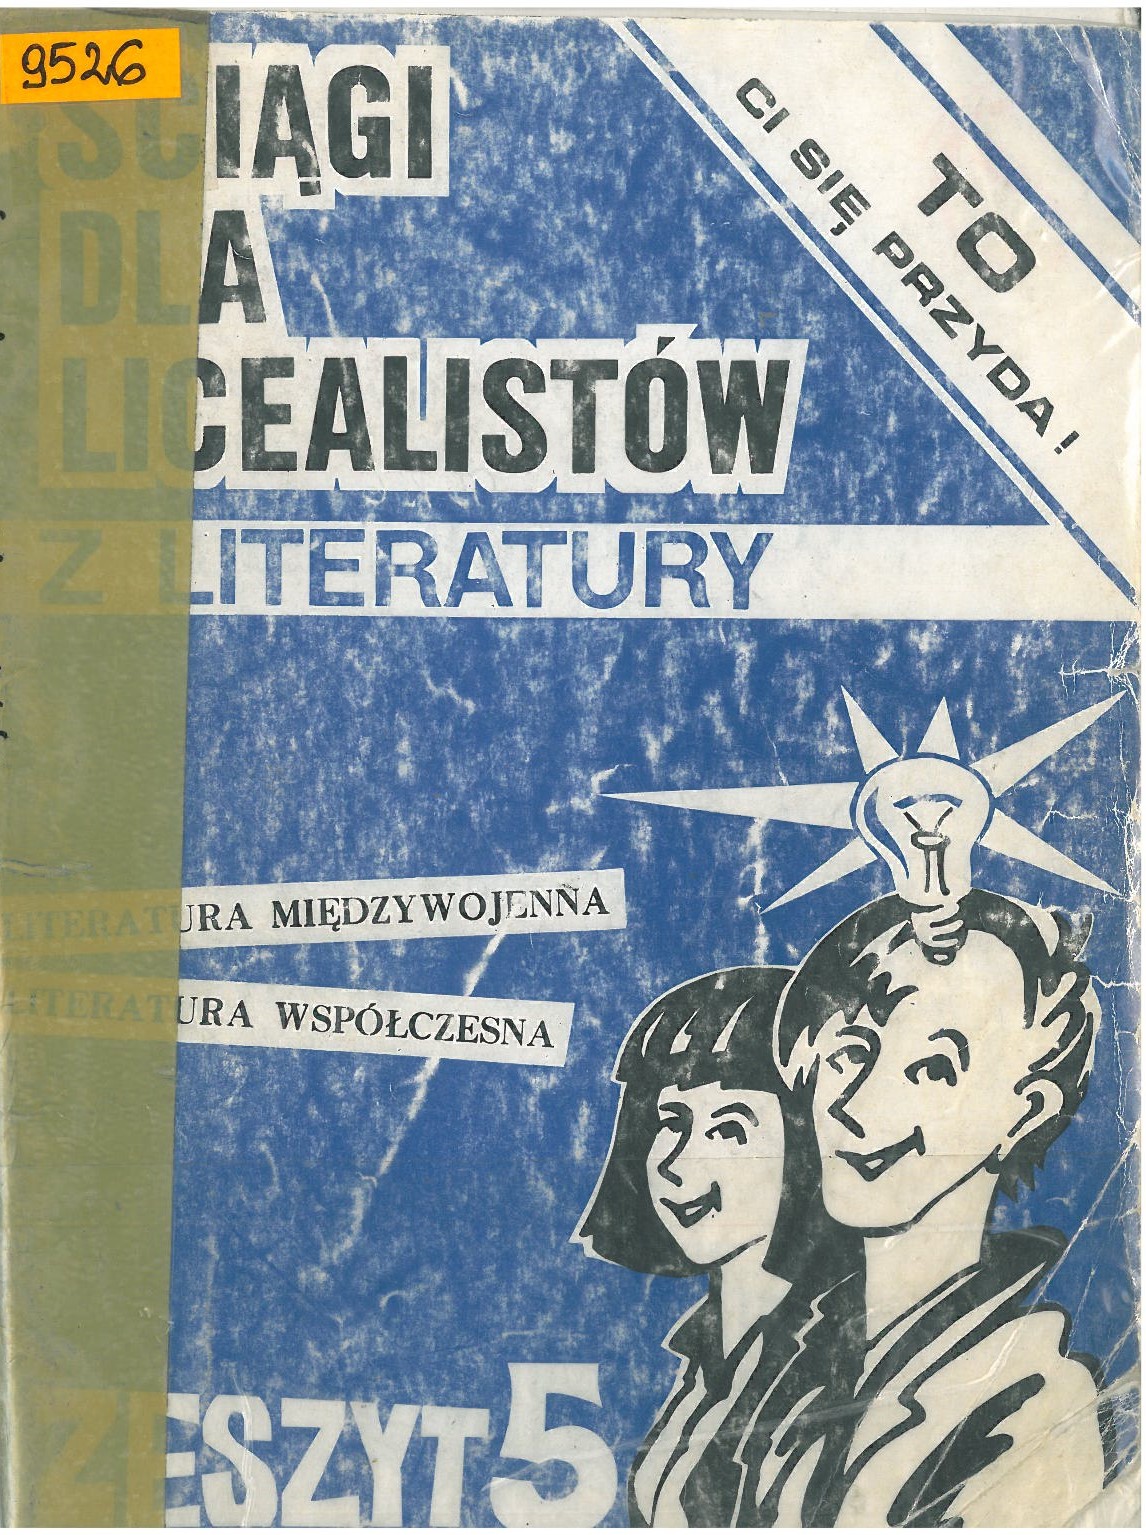 9526
ŚCIĄGI
DLA
LICEALISTÓW
Z LITERATURY
TO
CI SIĘ PRZYDA!
LITERATURA MIĘDZYWOJENNA
LITERATURA WSPÓŁCZESNA
ZESZYT 5